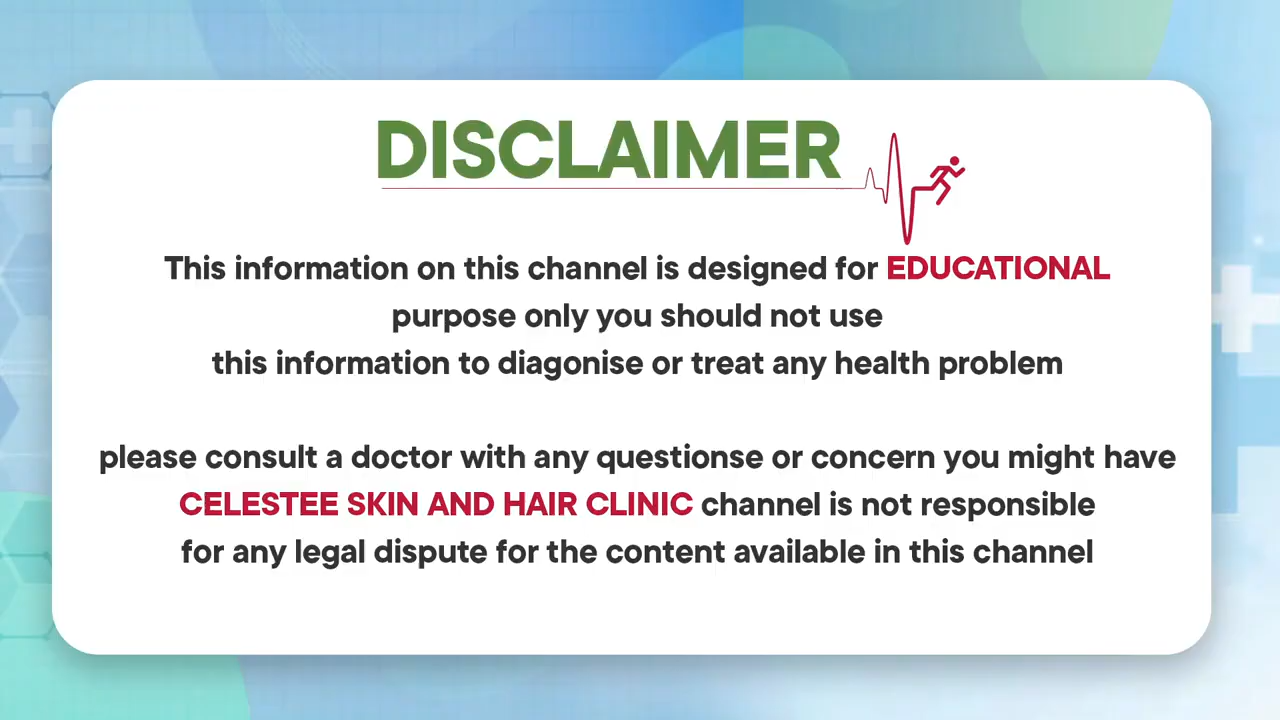 DISCLAIMER
This information on this channel is designed for EDUCATIONAL
purpose only you should not use
this information to diagonise or treat any health problem
please consult a doctor with any questionse or concern you might have
CELESTEE SKIN AND HAIR CLINIC channel is not responsible
for any legal dispute for the content available in this channel